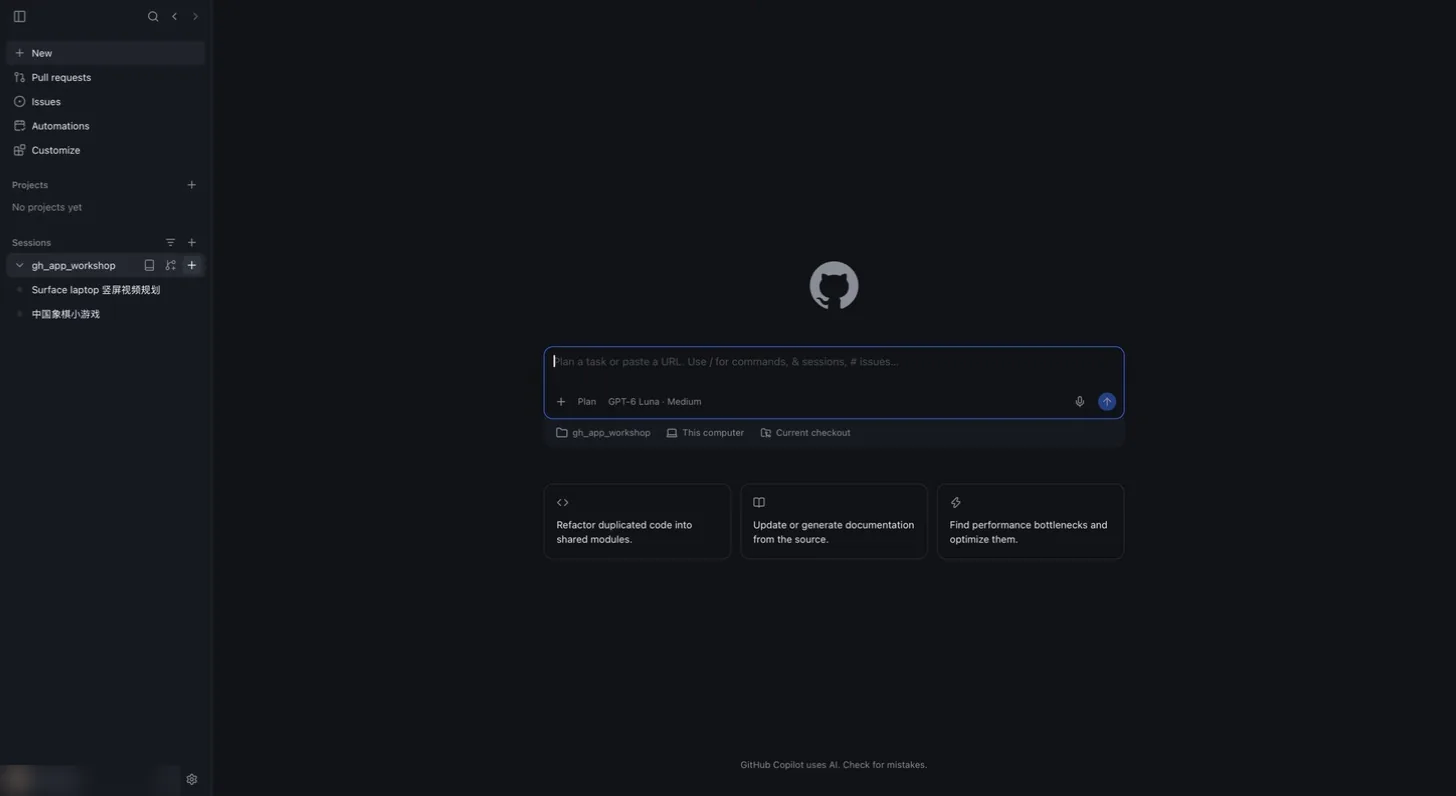 New
Pull requests
Issues
Automations
Customize
Projects
No projects yet
Sessions
gh_app_workshop
Surface laptop 竖屏视频规划
中国象棋小游戏
Plan a task or paste a URL. Use / for commands, & sessions, # issues...
Plan GPT-6 Luna · Medium
gh_app_workshop This computer Current checkout
Refactor duplicated code into
shared modules.
Update or generate documentation
from the source.
Find performance bottlenecks and
optimize them.
GitHub Copilot uses AI. Check for mistakes.